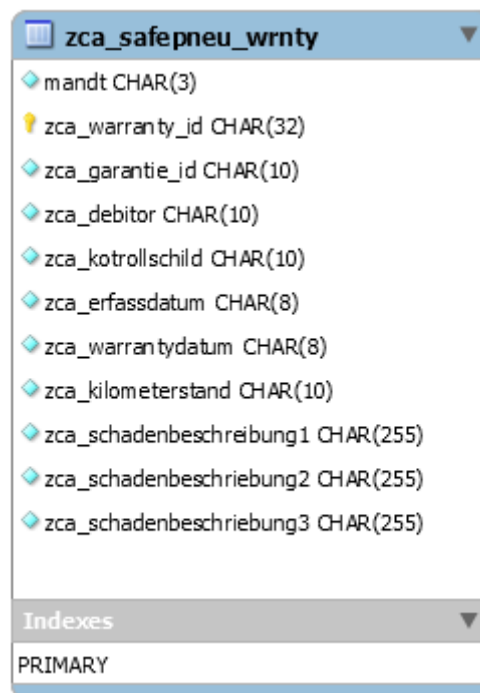 zca_safepneu_wrnty
mandt CHAR(3)
zca_warranty_id CHAR(32)
zca_garantie_id CHAR(10)
zca_debitor CHAR(10)
zca_kotrollschild CHAR(10)
zca_erfassdatum CHAR(8)
zca_warrantydatum CHAR(8)
zca_kilometerstand CHAR(10)
zca_schadenbeschreibung1 CHAR(255)
zca_schadenbeschriebung2 CHAR(255)
zca_schadenbeschriebung3 CHAR(255)
Indexes
PRIMARY